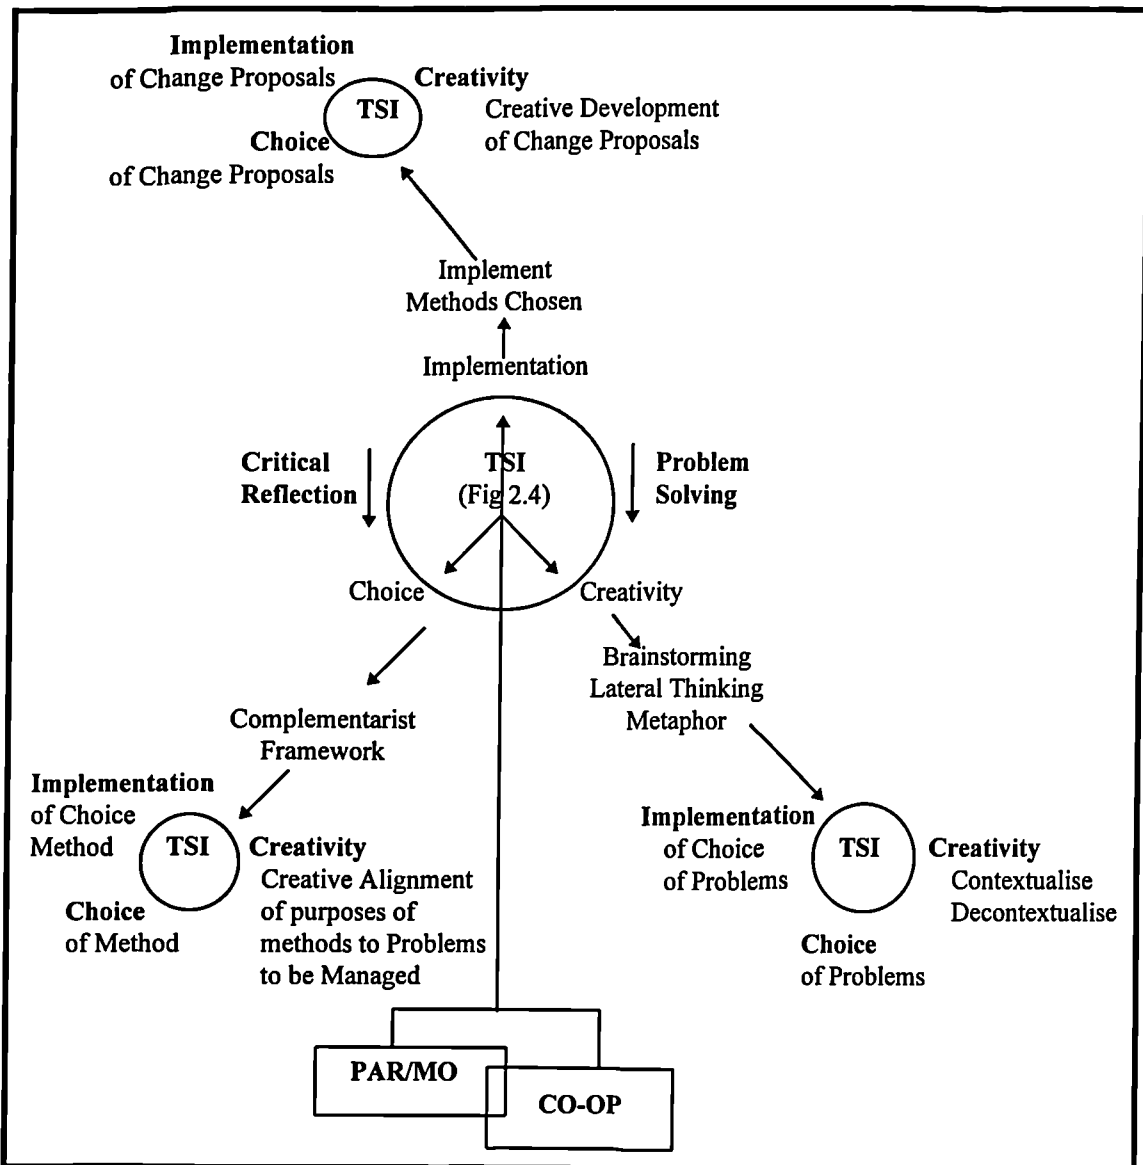 Implementation
of Change Proposals
TSI
Creativity
Creative Development
of Change Proposals
Choice
of Change Proposals
Implement
Methods Chosen
Implementation
Critical
Reflection
TSI
(Fig 2.4)
Problem
Solving
Choice
Creativity
Brainstorming
Lateral Thinking
Metaphor
Complementarist
Framework
Implementation
of Choice
Method
TSI
Creativity
Creative Alignment
of purposes of
methods to Problems
to be Managed
Choice
of Method
Implementation
of Choice
of Problems
TSI
Creativity
Contextualise
Decontextualise
Choice
of Problems
PAR/MO
CO-OP